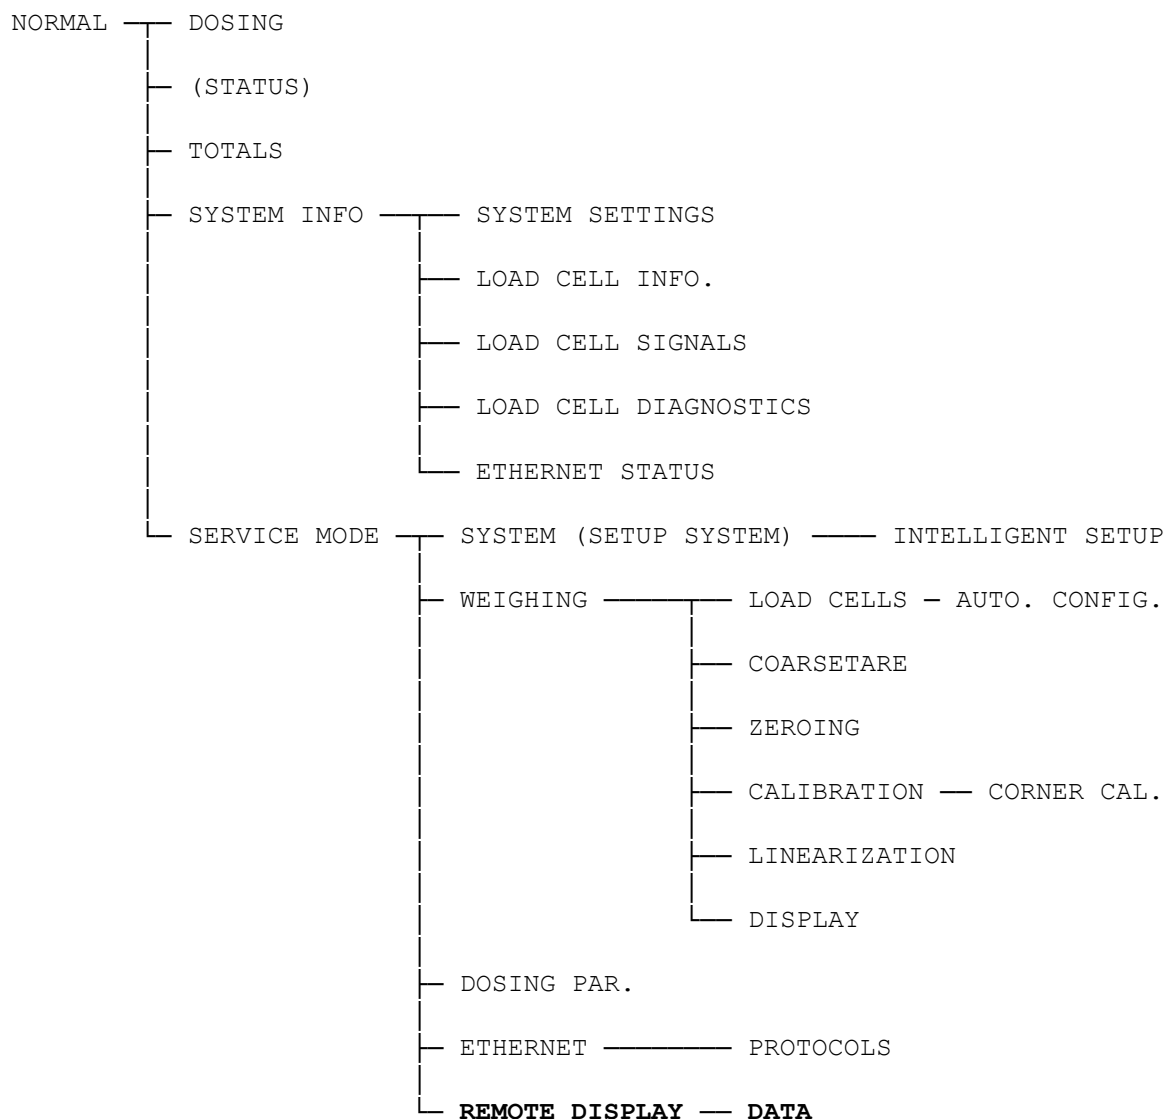 NORMAL DOSING
(STATUS)
TOTALS
SYSTEM INFO SYSTEM SETTINGS
LOAD CELL INFO.
LOAD CELL SIGNALS
LOAD CELL DIAGNOSTICS
ETHERNET STATUS
SERVICE MODE SYSTEM (SETUP SYSTEM) INTELLIGENT SETUP
WEIGHING LOAD CELLS AUTO. CONFIG.
COARSETARE
ZEROING
CALIBRATION CORNER CAL.
LINEARIZATION
DISPLAY
DOSING PAR.
ETHERNET PROTOCOLS
REMOTE DISPLAY DATA